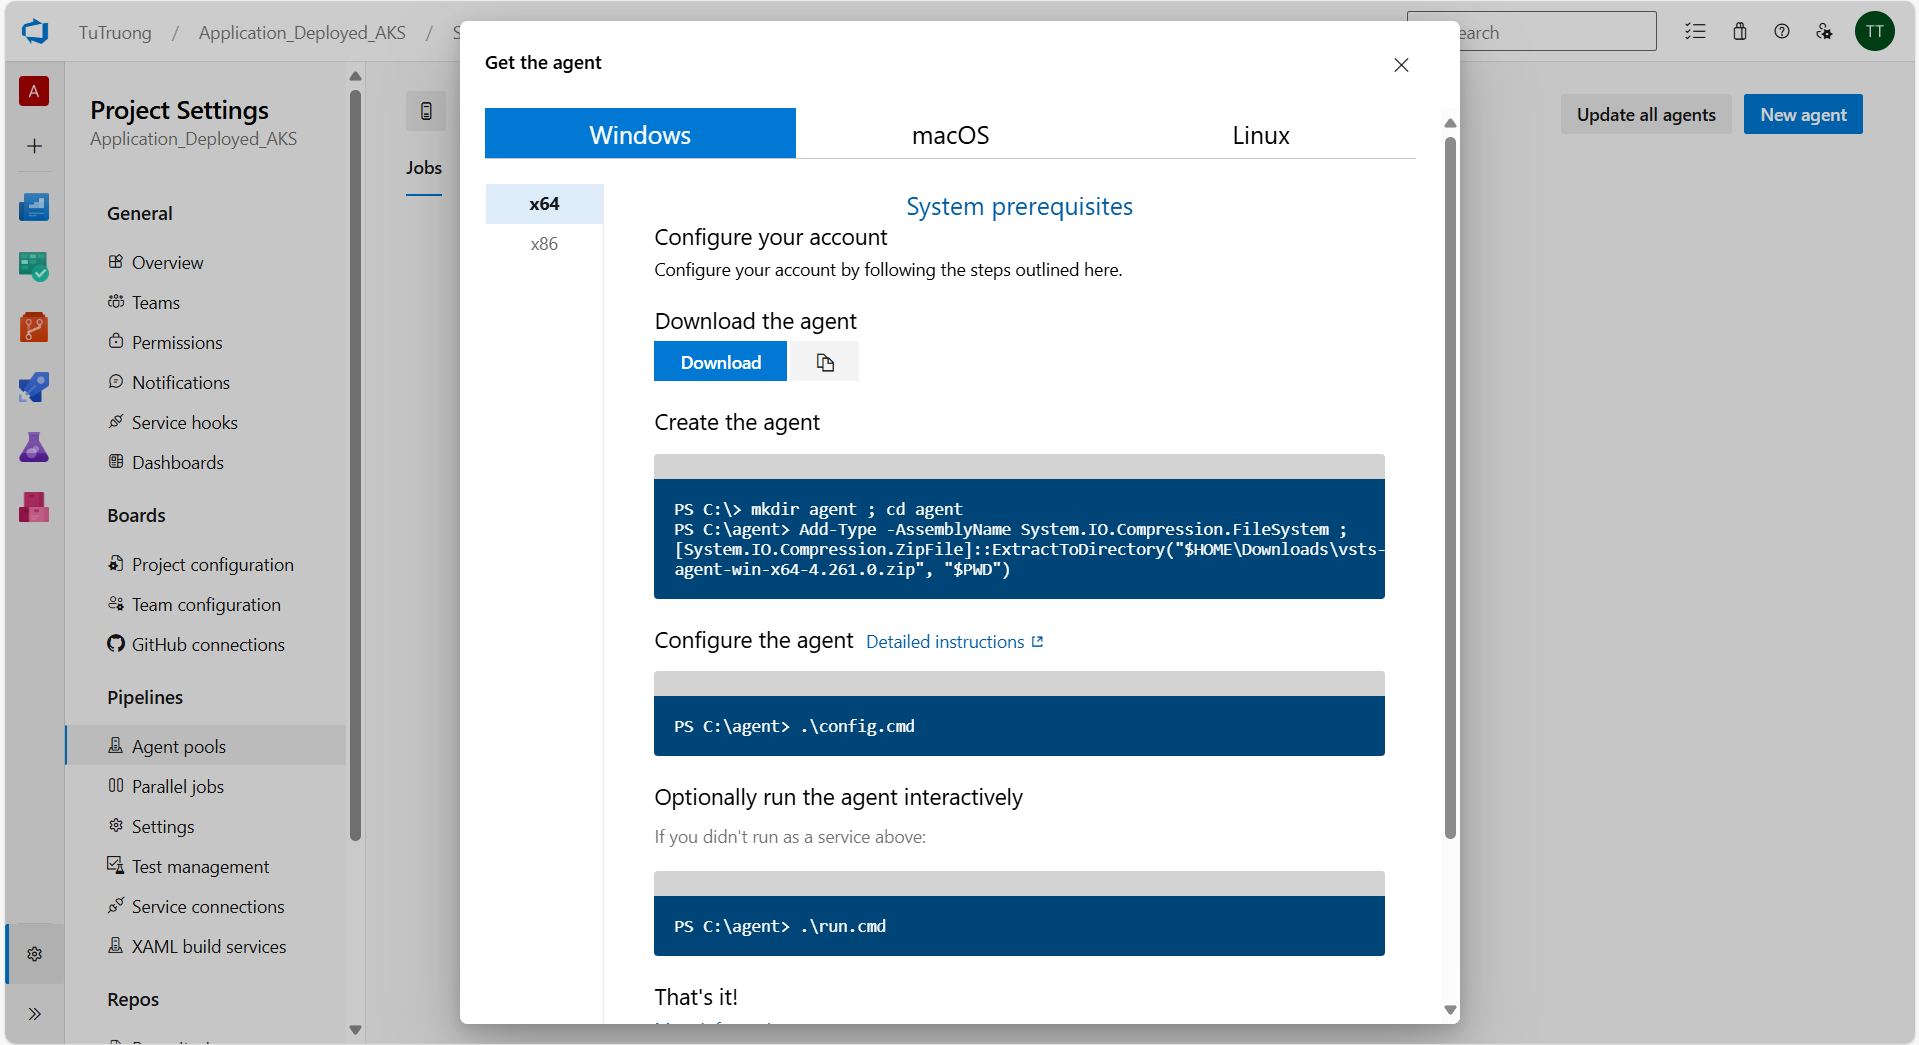 TuTruong / Application_Deployed_AKS / S
earch
TT
A
Project Settings
Application_Deployed_AKS
General
Overview
Teams
Permissions
Notifications
Service hooks
Dashboards
Boards
Project configuration
Team configuration
GitHub connections
Pipelines
Agent pools
Parallel jobs
Settings
Test management
Service connections
XAML build services
Repos
Jobs
Update all agents
New agent
Get the agent
Windows
macOS
Linux
x64
x86
System prerequisites
Configure your account
Configure your account by following the steps outlined here.
Download the agent
Download
Create the agent
PS C:\> mkdir agent ; cd agent
PS C:\agent> Add-Type -AssemblyName System.IO.Compression.FileSystem ;
[System.IO.Compression.ZipFile]::ExtractToDirectory("$HOME\Downloads\vsts-
agent-win-x64-4.261.0.zip", "$PWD")
Configure the agent Detailed instructions
PS C:\agent> .\config.cmd
Optionally run the agent interactively
If you didn't run as a service above:
PS C:\agent> .\run.cmd
That's it!